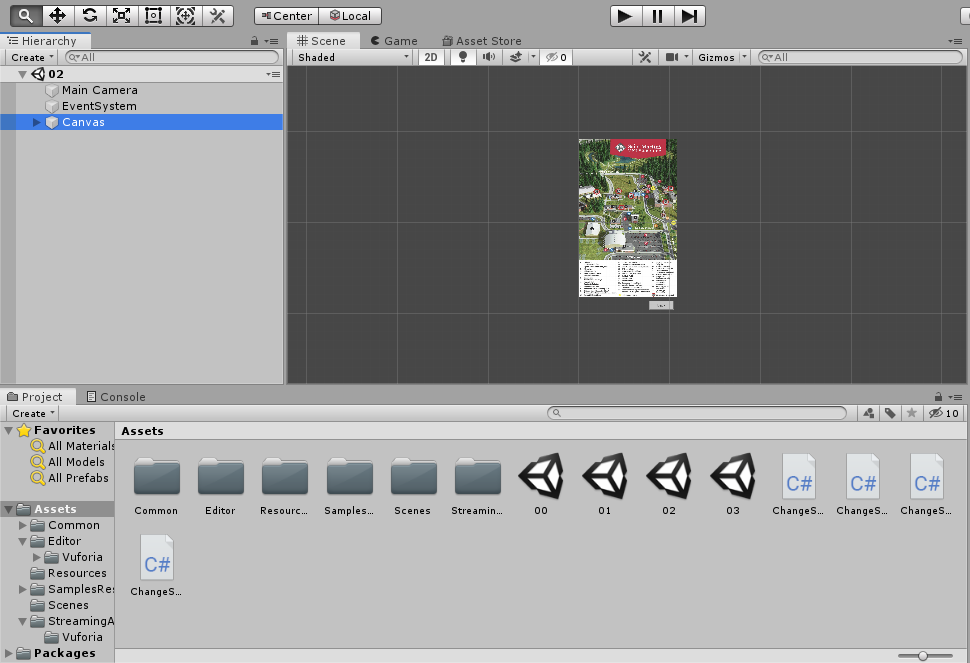 Center Local
Hierarchy
Scene Game Asset Store
Create All
Shaded 2D 0 Gizmos All
02
Main Camera
EventSystem
Canvas
Project Console
Create 10
Favorites
All Materials
All Models
All Prefabs
Assets
Common
Editor
Vuforia
Resources
SamplesRes
Scenes
StreamingA
Vuforia
Packages
Assets
Common Editor Resourc... Samples... Scenes Streamin... 00 01 02 03 ChangeS... ChangeS... ChangeS...
C# C# C#
C#
ChangeS...